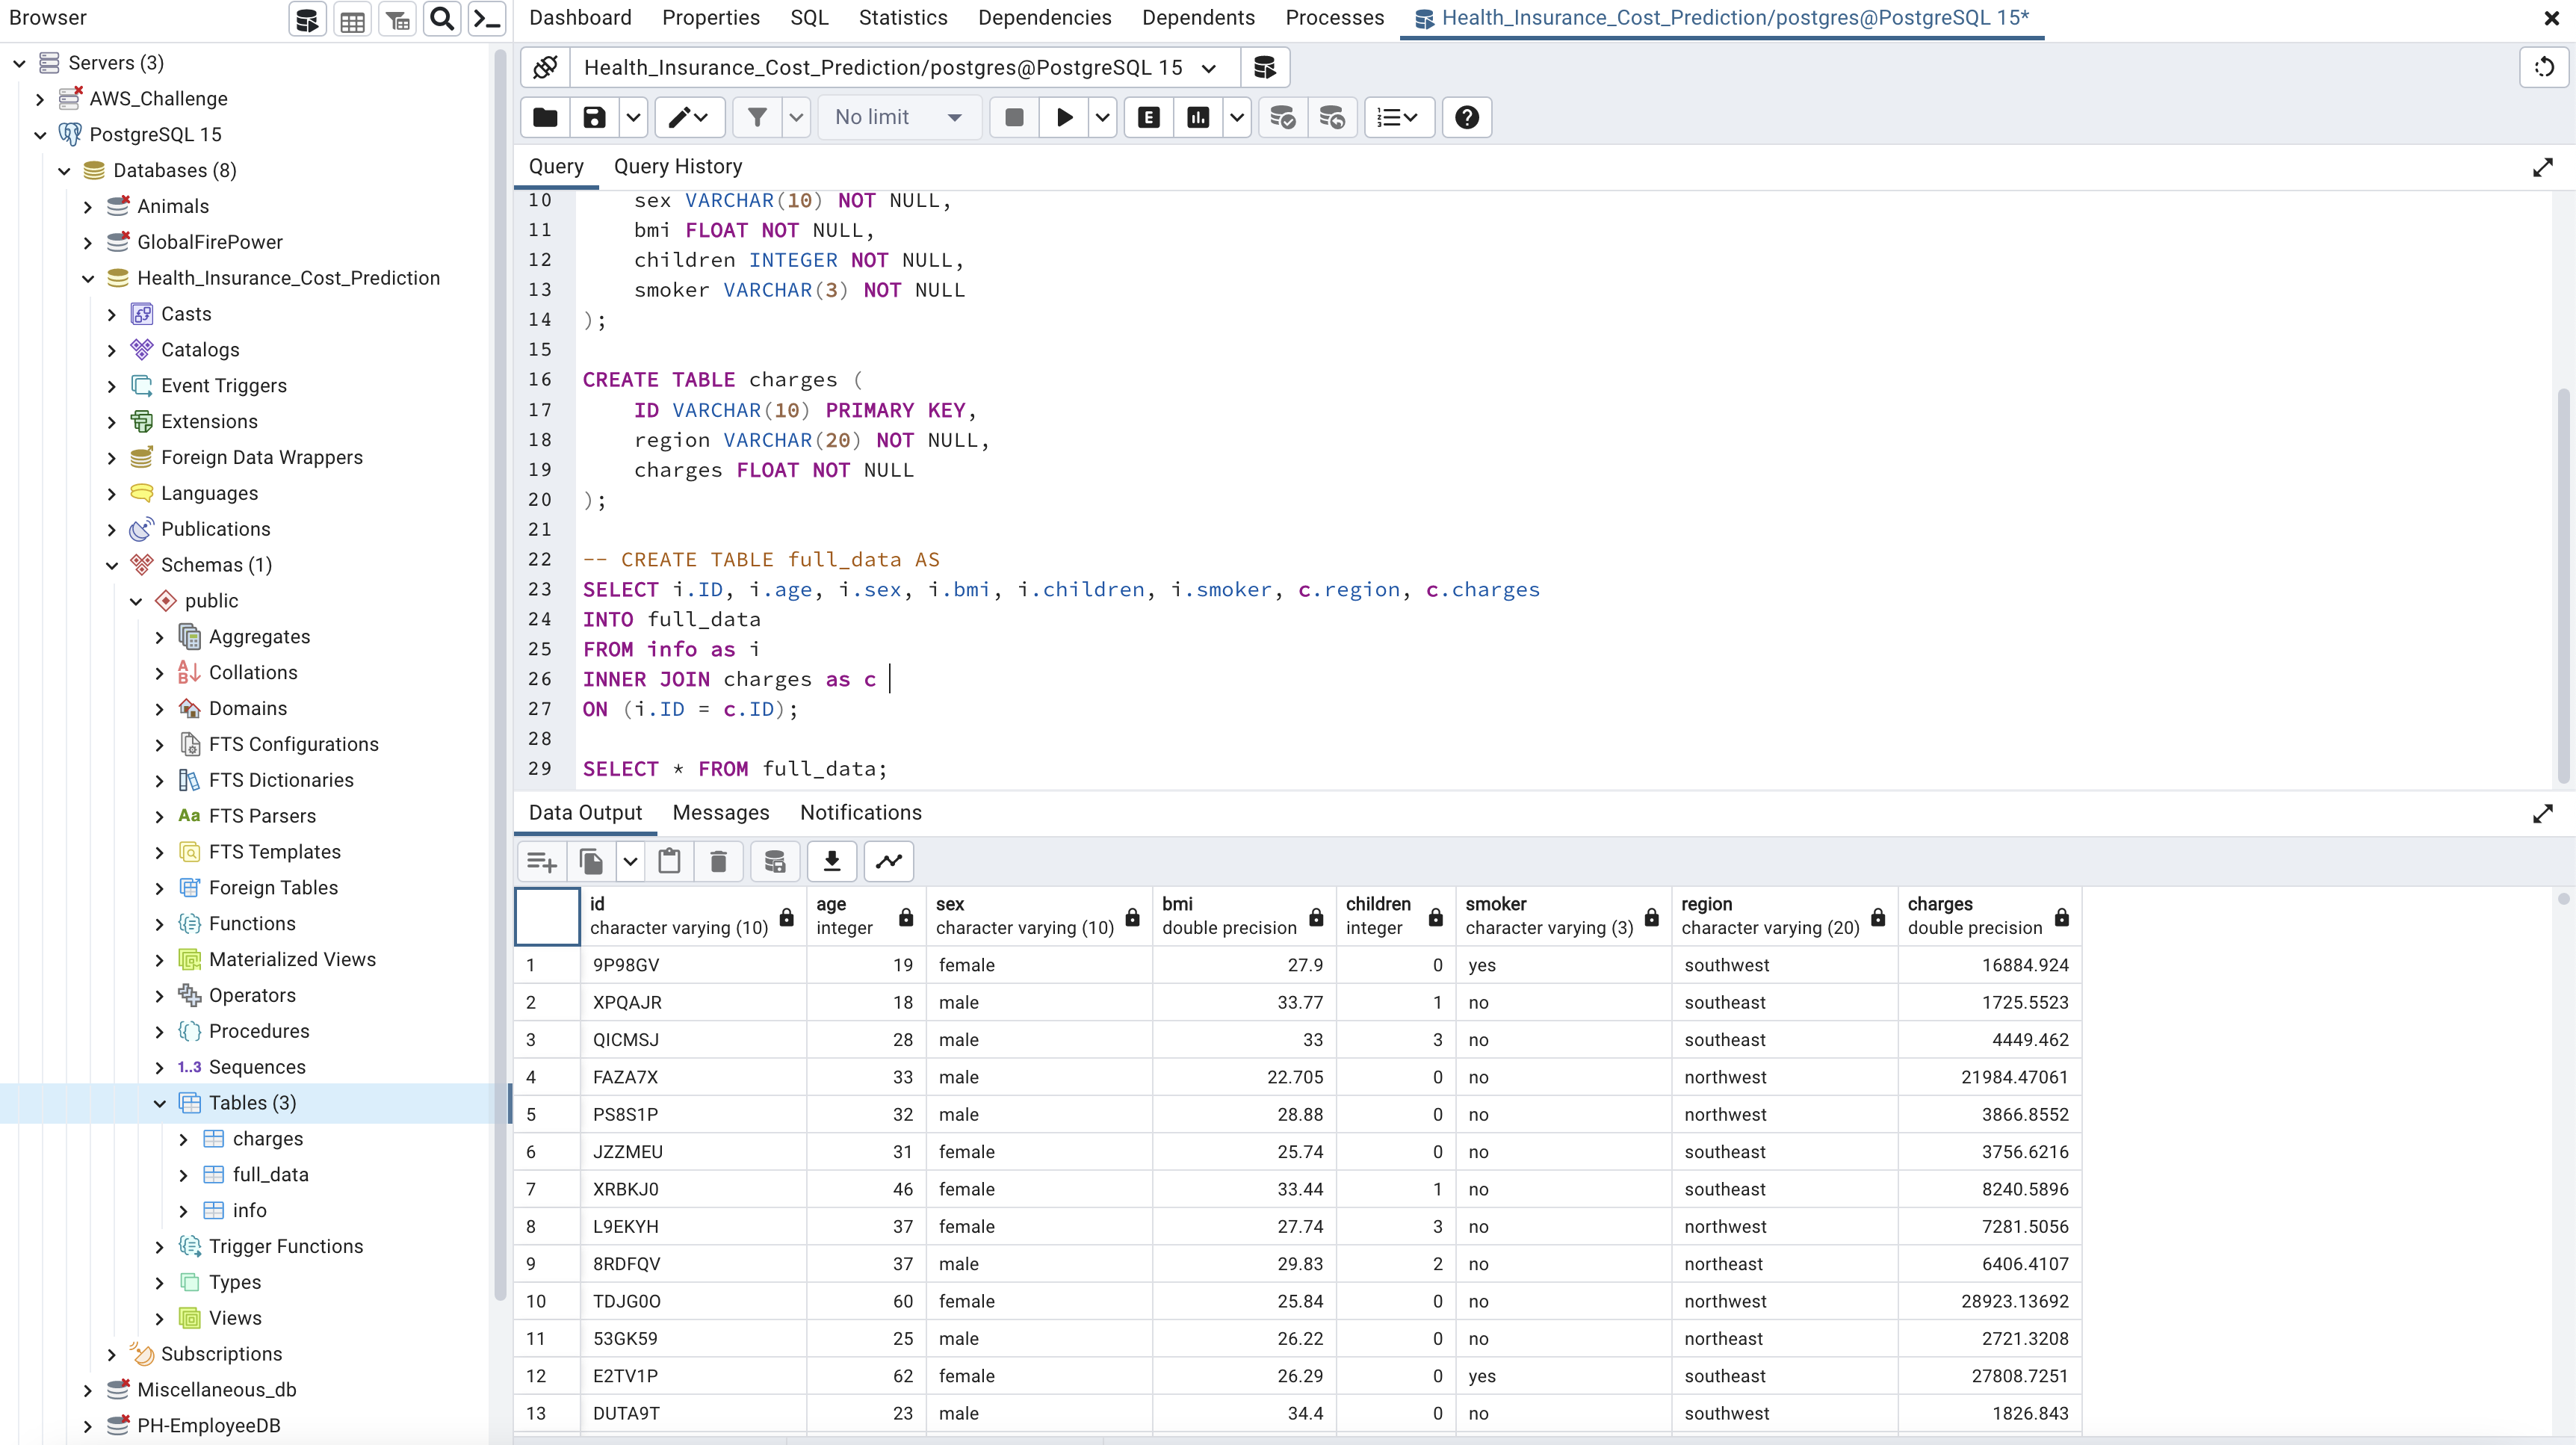 Browser
Servers (3)
AWS_Challenge
PostgreSQL 15
Databases (8)
Animals
GlobalFirePower
Health_Insurance_Cost_Prediction
Casts
Catalogs
Event Triggers
Extensions
Foreign Data Wrappers
Languages
Publications
Schemas (1)
public
Aggregates
Collations
Domains
FTS Configurations
FTS Dictionaries
Aa FTS Parsers
FTS Templates
Foreign Tables
Functions
Materialized Views
Operators
Procedures
1..3 Sequences
Tables (3)
charges
full_data
info
Trigger Functions
Types
Views
Subscriptions
Miscellaneous_db
PH-EmployeeDB
Dashboard Properties SQL Statistics Dependencies Dependents Processes Health_Insurance_Cost_Prediction/postgres@PostgreSQL 15*
Health_Insurance_Cost_Prediction/postgres@PostgreSQL 15
No limit E
Query Query History
10 sex VARCHAR(10) NOT NULL,
11 bmi FLOAT NOT NULL,
12 children INTEGER NOT NULL,
13 smoker VARCHAR(3) NOT NULL
14 );
15
16 CREATE TABLE charges (
17 ID VARCHAR(10) PRIMARY KEY,
18 region VARCHAR(20) NOT NULL,
19 charges FLOAT NOT NULL
20 );
21
22 -- CREATE TABLE full_data AS
23 SELECT i.ID, i.age, i.sex, i.bmi, i.children, i.smoker, c.region, c.charges
24 INTO full_data
25 FROM info as i
26 INNER JOIN charges as c
27 ON (i.ID = c.ID);
28
29 SELECT * FROM full_data;
Data Output Messages Notifications
id age sex bmi children smoker region charges
character varying (10) integer character varying (10) double precision integer character varying (3) character varying (20) double precision
1 9P98GV 19 female 27.9 0 yes southwest 16884.924
2 XPQAJR 18 male 33.77 1 no southeast 1725.5523
3 QICMSJ 28 male 33 3 no southeast 4449.462
4 FAZA7X 33 male 22.705 0 no northwest 21984.47061
5 PS8S1P 32 male 28.88 0 no northwest 3866.8552
6 JZZMEU 31 female 25.74 0 no southeast 3756.6216
7 XRBKJ0 46 female 33.44 1 no southeast 8240.5896
8 L9EKYH 37 female 27.74 3 no northwest 7281.5056
9 8RDFQV 37 male 29.83 2 no northeast 6406.4107
10 TDJG0O 60 female 25.84 0 no northwest 28923.13692
11 53GK59 25 male 26.22 0 no northeast 2721.3208
12 E2TV1P 62 female 26.29 0 yes southeast 27808.7251
13 DUTA9T 23 male 34.4 0 no southwest 1826.843